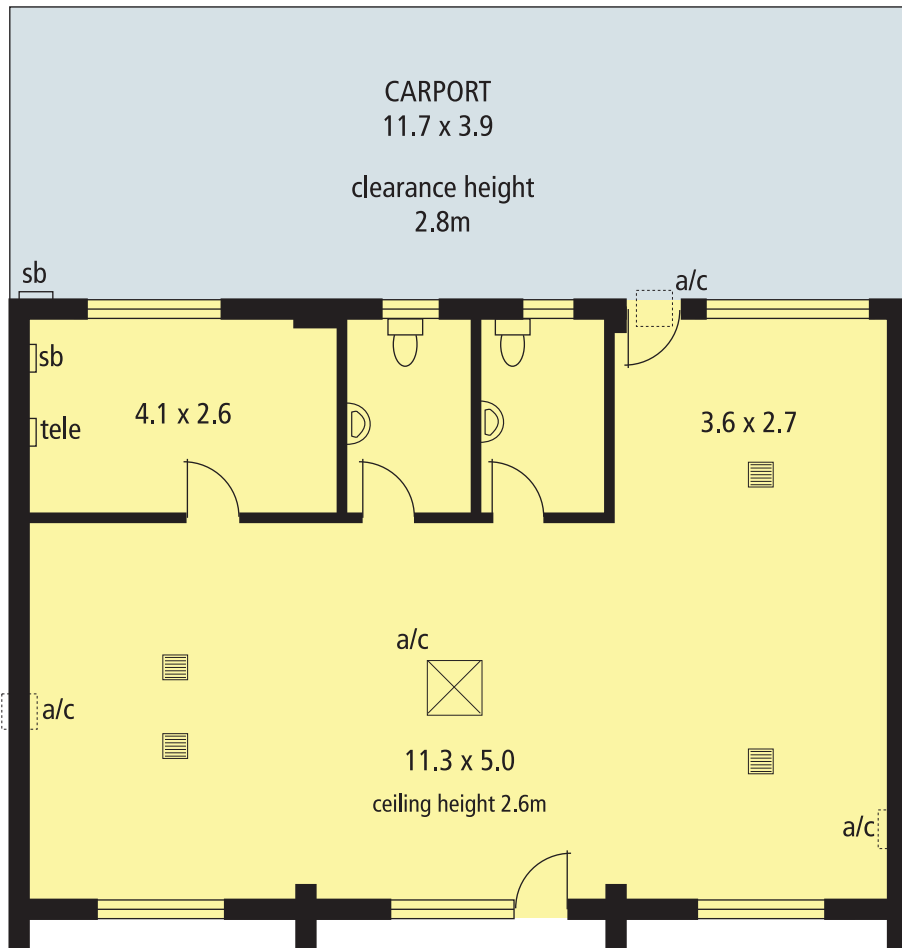 CARPORT
11.7 x 3.9
clearance height
2.8m
sb
a/c
sb
tele
4.1 x 2.6
3.6 x 2.7
a/c
a/c
11.3 x 5.0
ceiling height 2.6m
a/c